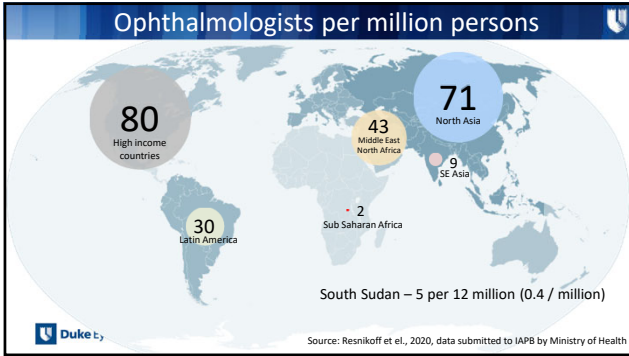 Ophthalmologists per million persons
80
High income
countries
71
North Asia
43
Middle East
North Africa
9
SE Asia
2
Sub Saharan Africa
30
Latin America
South Sudan – 5 per 12 million (0.4 / million)
Duke Ey
Source: Resnikoff et el., 2020, data submitted to IAPB by Ministry of Health